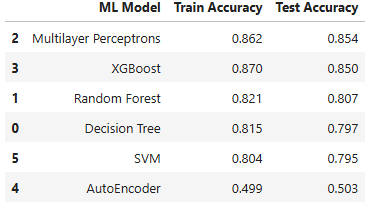 ML Model Train Accuracy Test Accuracy
2 Multilayer Perceptrons 0.862 0.854
3 XGBoost 0.870 0.850
1 Random Forest 0.821 0.807
0 Decision Tree 0.815 0.797
5 SVM 0.804 0.795
4 AutoEncoder 0.499 0.503